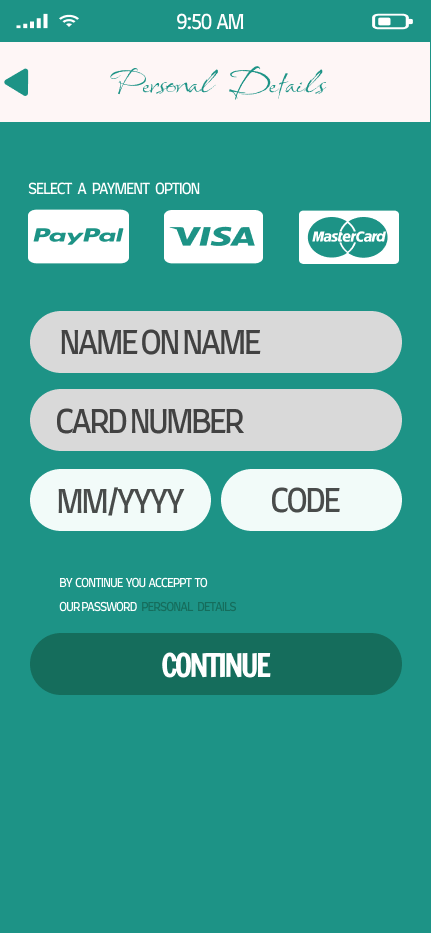 9:50 AM
Personal Details
SELECT A PAYMENT OPTION
PayPal VISA MasterCard
NAME ON NAME
CARD NUMBER
MM/YYYY CODE
BY CONTINUE YOU ACCEPPT TO
OUR PASSWORD PERSONAL DETAILS
CONTINUE